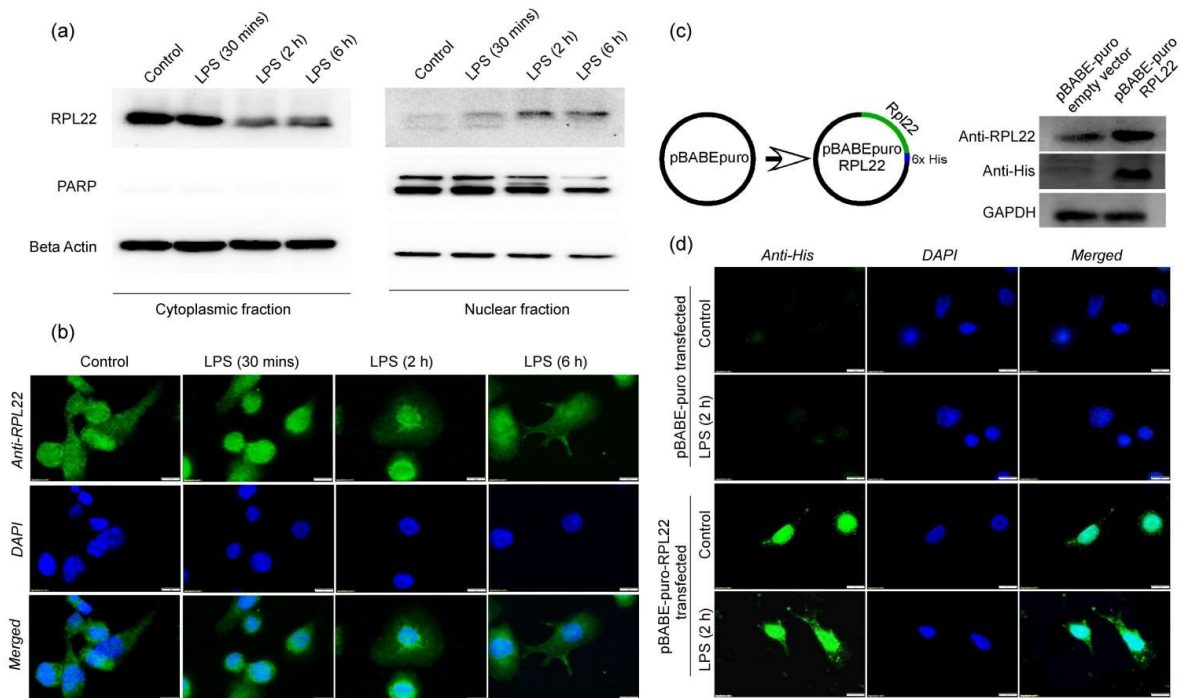 (a)
Control
LPS (30 mins)
LPS (2 h)
LPS (6 h)
Control
LPS (30 mins)
LPS (2 h)
LPS (6 h)
RPL22
PARP
Beta Actin
Cytoplasmic fraction
Nuclear fraction
(b)
Control
LPS (30 mins)
LPS (2 h)
LPS (6 h)
Anti-RPL22
DAPI
Merged
(c)
pBABEpuro
Rpl22
pBABEpuro
RPL22
6x His
pBABE-puro
empty vector
pBABE-puro
RPL22
Anti-RPL22
Anti-His
GAPDH
(d)
Anti-His
DAPI
Merged
pBABE-puro transfected
Control
LPS (2 h)
pBABE-puro-RPL22
transfected
Control
LPS (2 h)